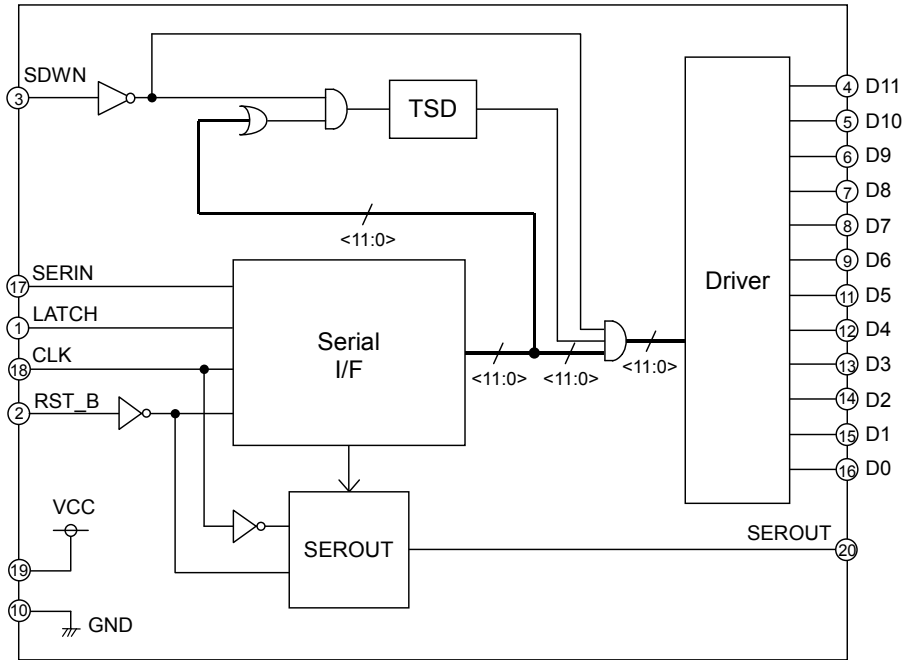 SDWN
3
TSD
<11:0>
SERIN
17
LATCH
1
CLK
18
RST_B
2
Serial
I/F
<11:0>
<11:0>
<11:0>
Driver
4 D11
5 D10
6 D9
7 D8
8 D7
9 D6
11 D5
12 D4
13 D3
14 D2
15 D1
16 D0
SEROUT
SEROUT
20
VCC
19
10
GND